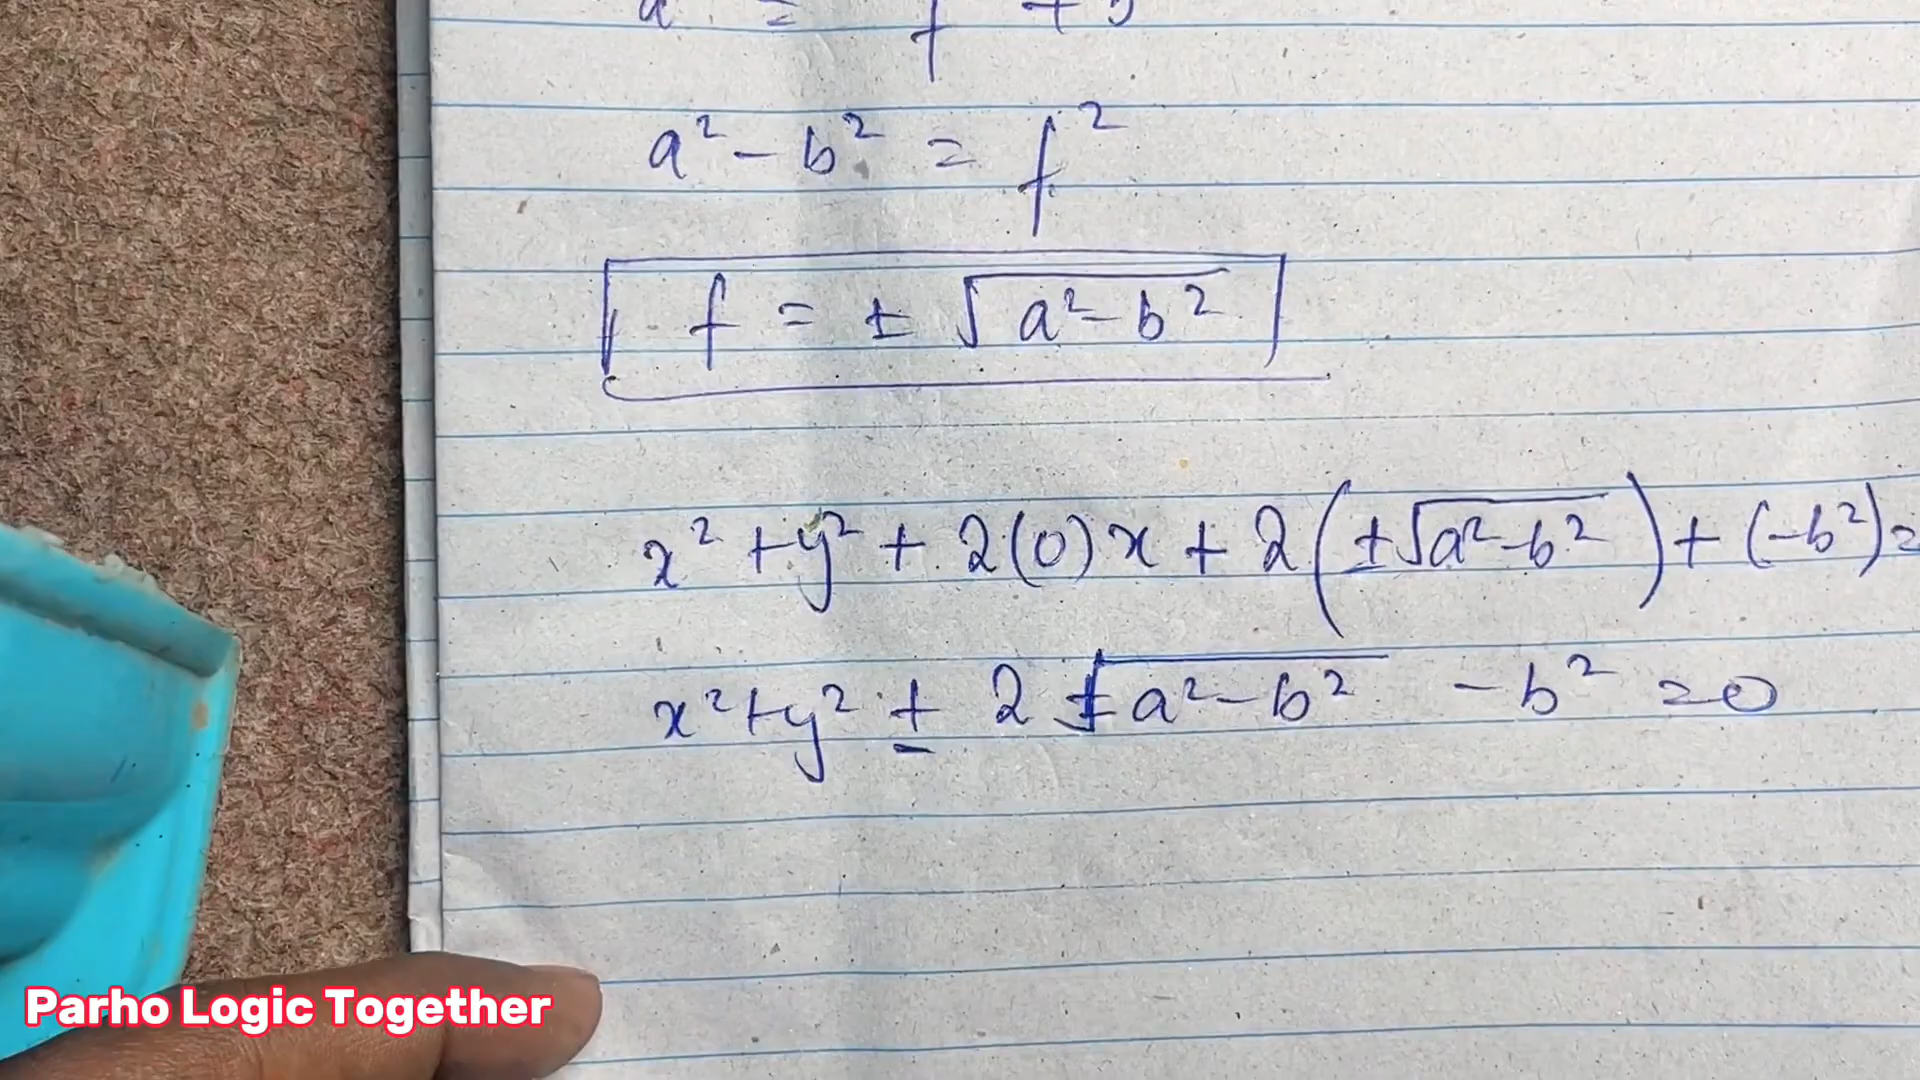 a² - b² = f²
f = ± √a² - b²
x² + y² + 2(0)x + 2(±√a² - b²) + (-b²) =
x² + y² ± 2 √a² - b² - b² = 0
Parho Logic Together